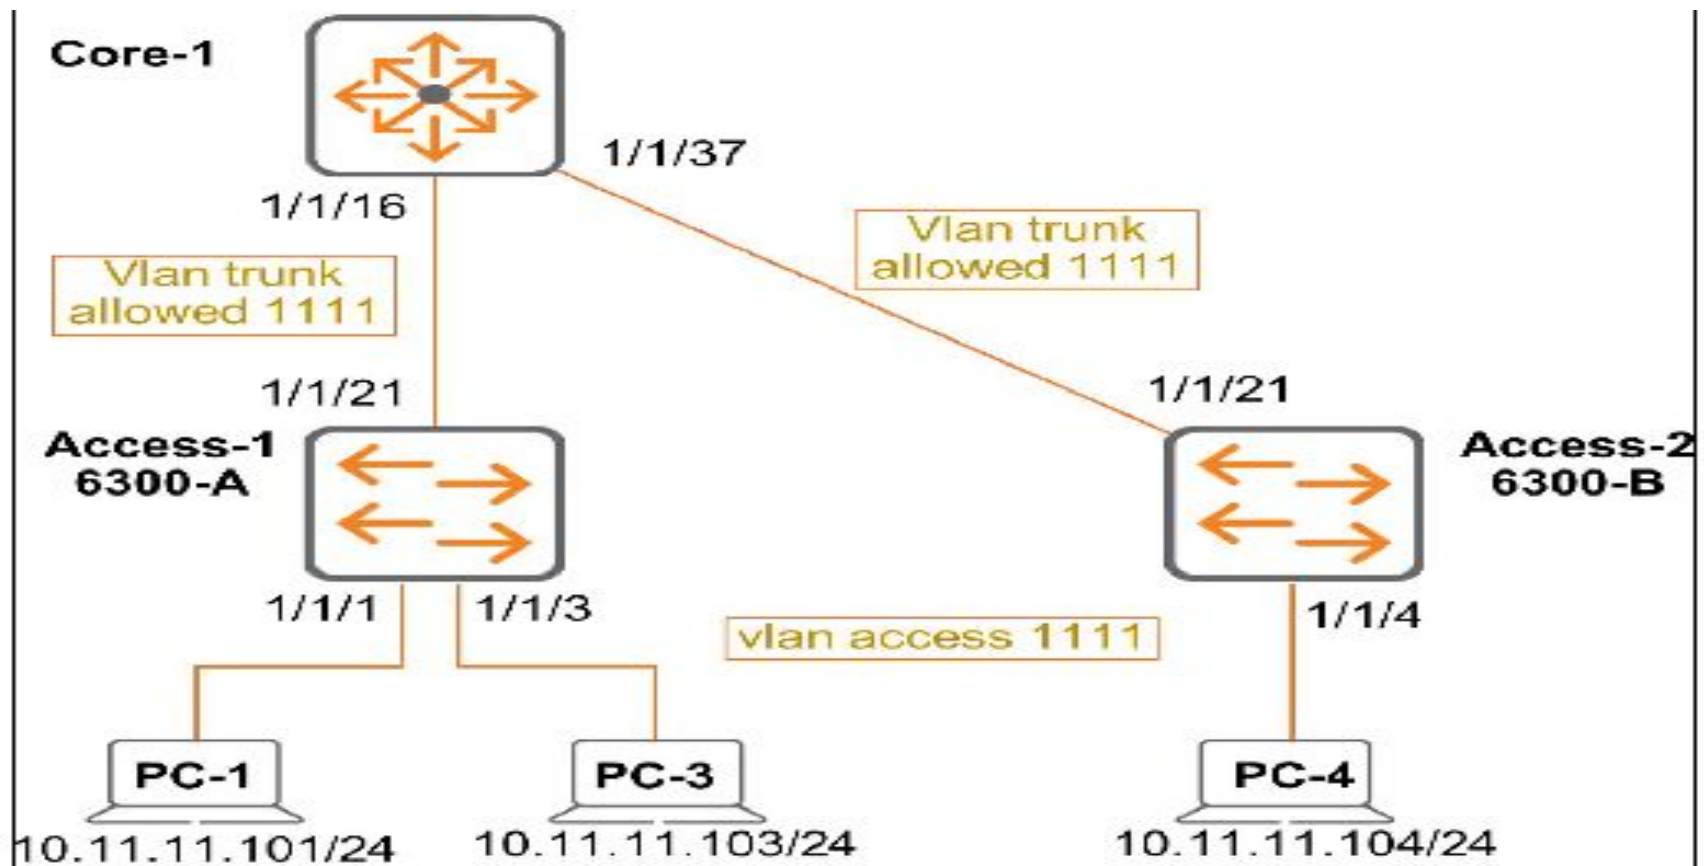 Core-1
1/1/37
1/1/16
Vlan trunk
allowed 1111
Vlan trunk
allowed 1111
1/1/21
1/1/21
Access-1
6300-A
Access-2
6300-B
1/1/1
1/1/3
1/1/4
vlan access 1111
PC-1
PC-3
PC-4
10.11.11.101/24
10.11.11.103/24
10.11.11.104/24